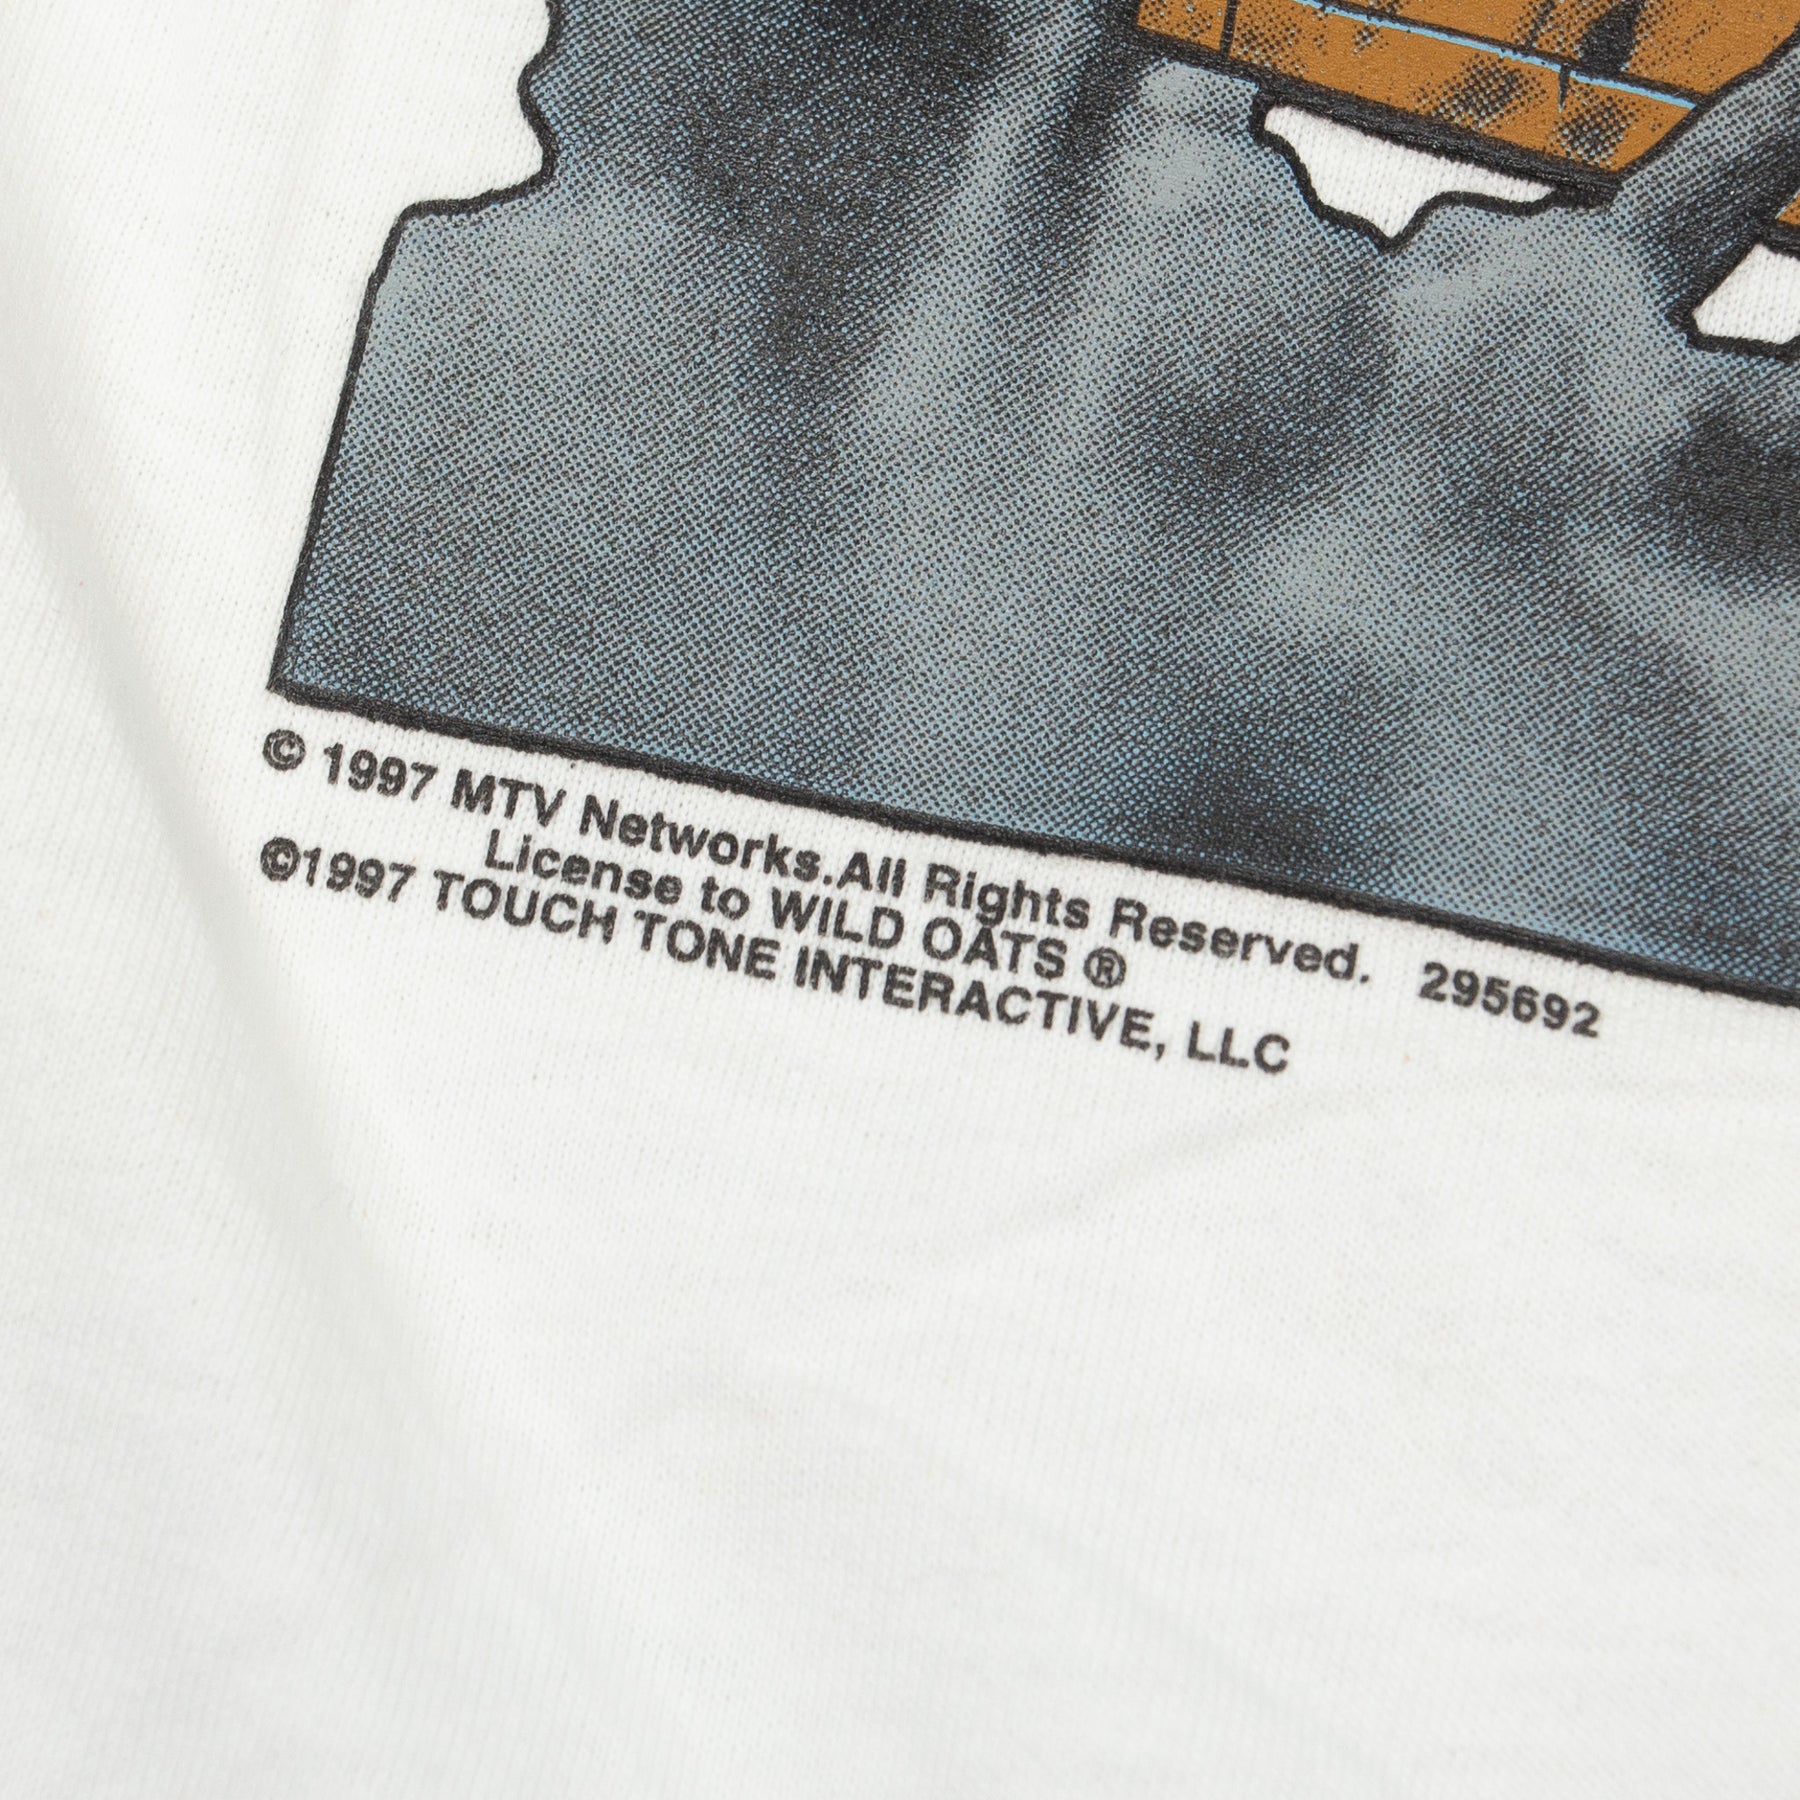 © 1997 MTV Networks.All Rights Reserved. 295692
License to WILD OATS ®
©1997 TOUCH TONE INTERACTIVE, LLC